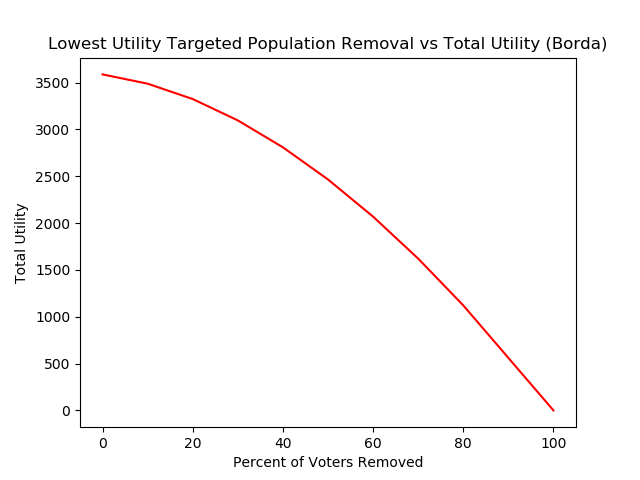 Lowest Utility Targeted Population Removal vs Total Utility (Borda)
3500
3000
2500
2000
1500
1000
500
0
Total Utility
0 20 40 60 80 100
Percent of Voters Removed